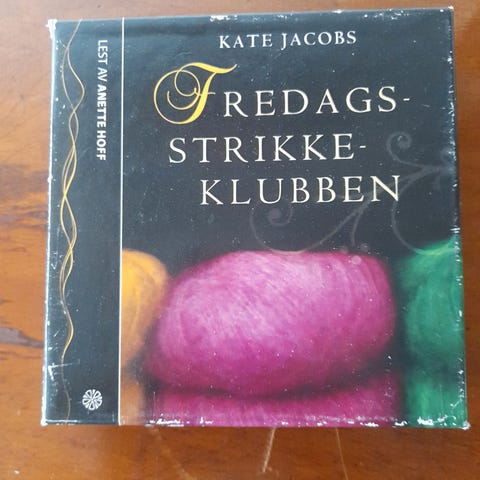 KATE JACOBS
FREDAGS-
STRIKKE-
KLUBBEN
LEST AV ANETTE HOFF